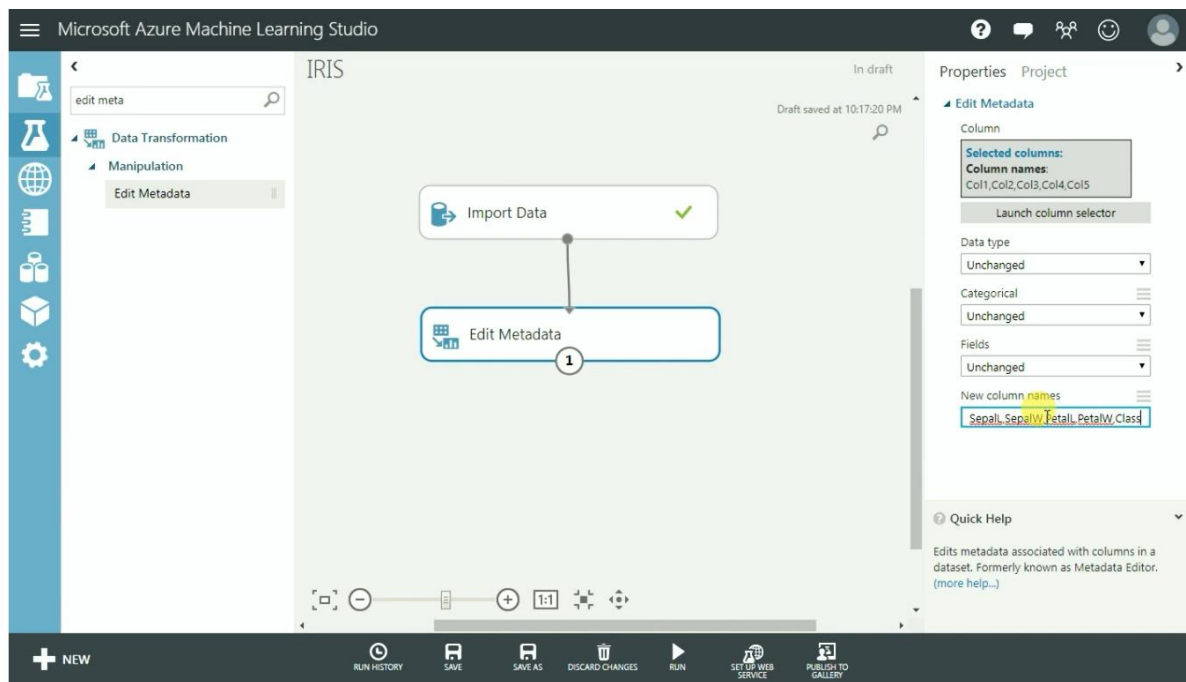 Microsoft Azure Machine Learning Studio
edit meta
Data Transformation
Manipulation
Edit Metadata
IRIS
In draft
Draft saved at 10:17:20 PM
Import Data
Edit Metadata
1
Properties Project
Edit Metadata
Column
Selected columns:
Column names:
Col1,Col2,Col3,Col4,Col5
Launch column selector
Data type
Unchanged
Categorical
Unchanged
Fields
Unchanged
New column names
SepalL,SepalW,PetalL,PetalW,Class
Quick Help
Edits metadata associated with columns in a
dataset. Formerly known as Metadata Editor.
(more help...)
1:1
NEW
RUN HISTORY
SAVE
SAVE AS
DISCARD CHANGES
RUN
SET UP WEB
SERVICE
PUBLISH TO
GALLERY